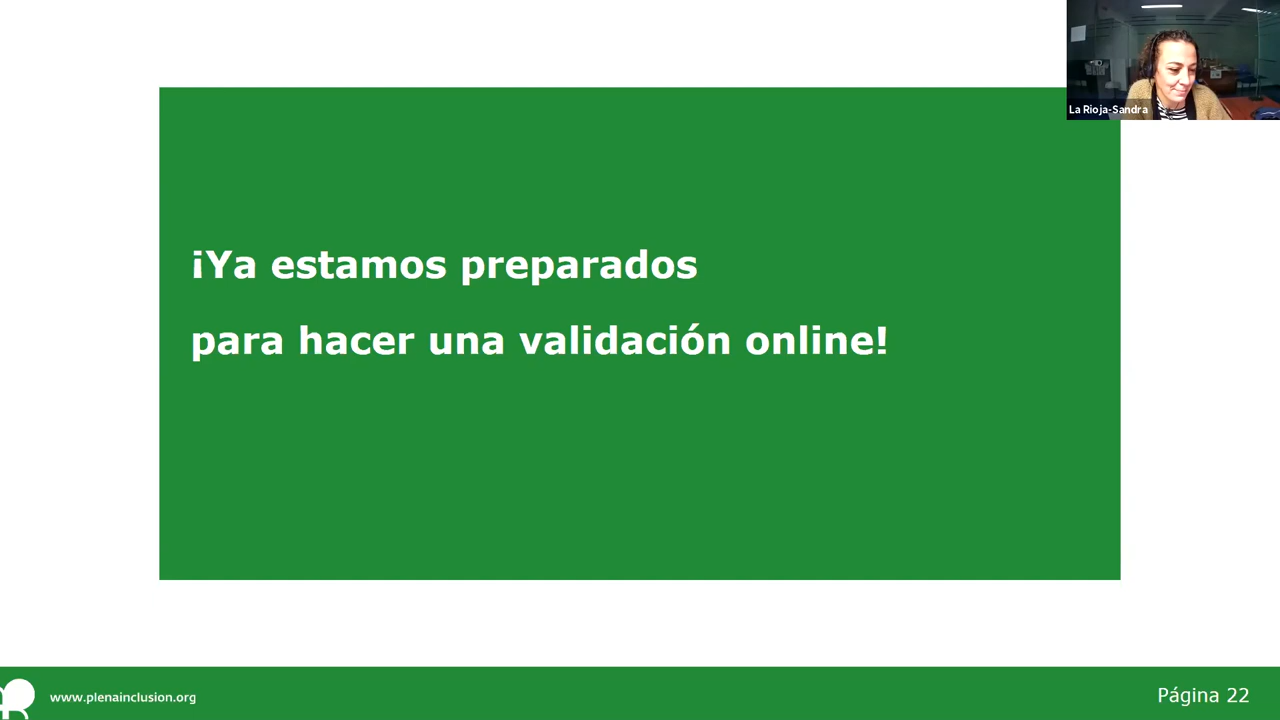 La Rioja-Sandra
¡Ya estamos preparados
para hacer una validación online!
www.plenainclusion.org
Página 22